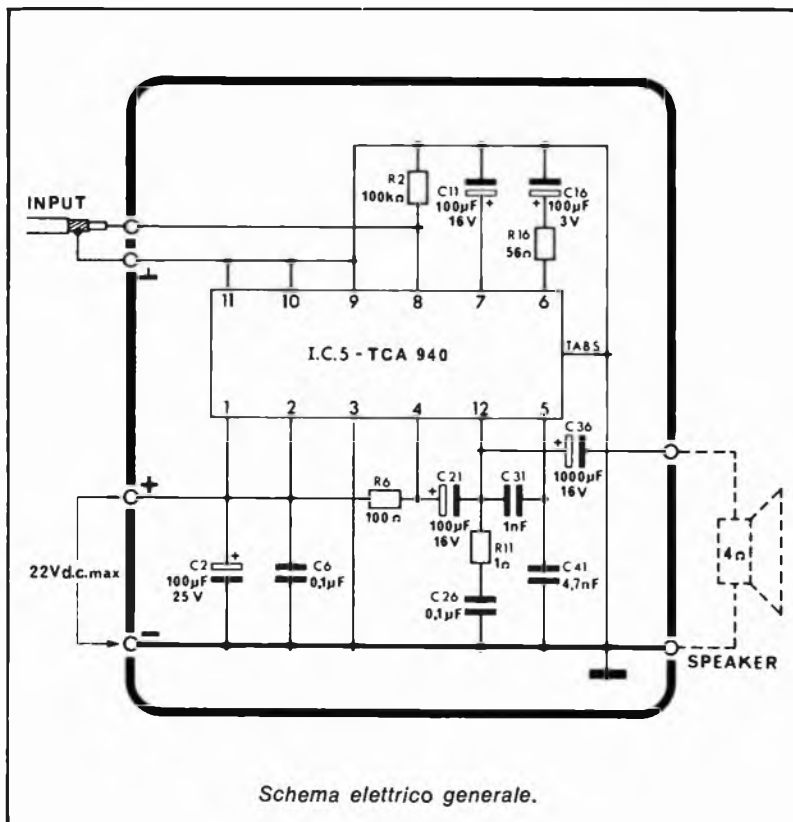 R2
100kΩ
C11
100µF
16V
+
C16
+ 100µF
3V
R16
56Ω
INPUT
11 10 9 8 7 6
I.C.5 - TCA 940
TABS
1 2 3 4 12 5
+
R6
100Ω
+ C21
100µF
16V
C31
1nF
+ C36
1000µF
16V
22Vd.c.max
+
C2
100µF
25V
C6
0,1µF
R11
1Ω
C26
0,1µF
C41
4,7nF
4Ω
−
SPEAKER
Schema elettrico generale.